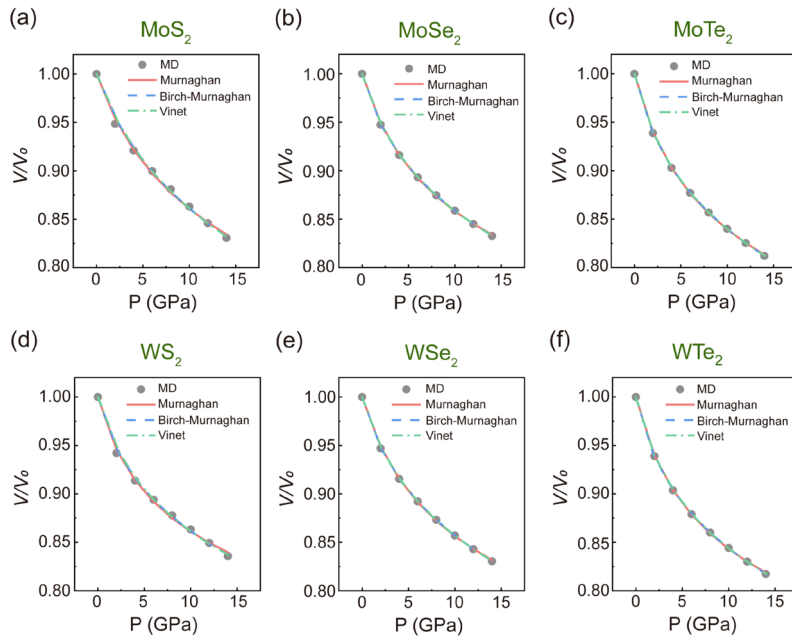 (a) MoS2
MD
Murnaghan
Birch-Murnaghan
Vinet
V/V0
1.00
0.95
0.90
0.85
0.80
0 5 10 15
P (GPa)
(b) MoSe2
MD
Murnaghan
Birch-Murnaghan
Vinet
V/V0
1.00
0.95
0.90
0.85
0.80
0 5 10 15
P (GPa)
(c) MoTe2
MD
Murnaghan
Birch-Murnaghan
Vinet
V/V0
1.00
0.95
0.90
0.85
0.80
0 5 10 15
P (GPa)
(d) WS2
MD
Murnaghan
Birch-Murnaghan
Vinet
V/V0
1.00
0.95
0.90
0.85
0.80
0 5 10 15
P (GPa)
(e) WSe2
MD
Murnaghan
Birch-Murnaghan
Vinet
V/V0
1.00
0.95
0.90
0.85
0.80
0 5 10 15
P (GPa)
(f) WTe2
MD
Murnaghan
Birch-Murnaghan
Vinet
V/V0
1.00
0.95
0.90
0.85
0.80
0 5 10 15
P (GPa)